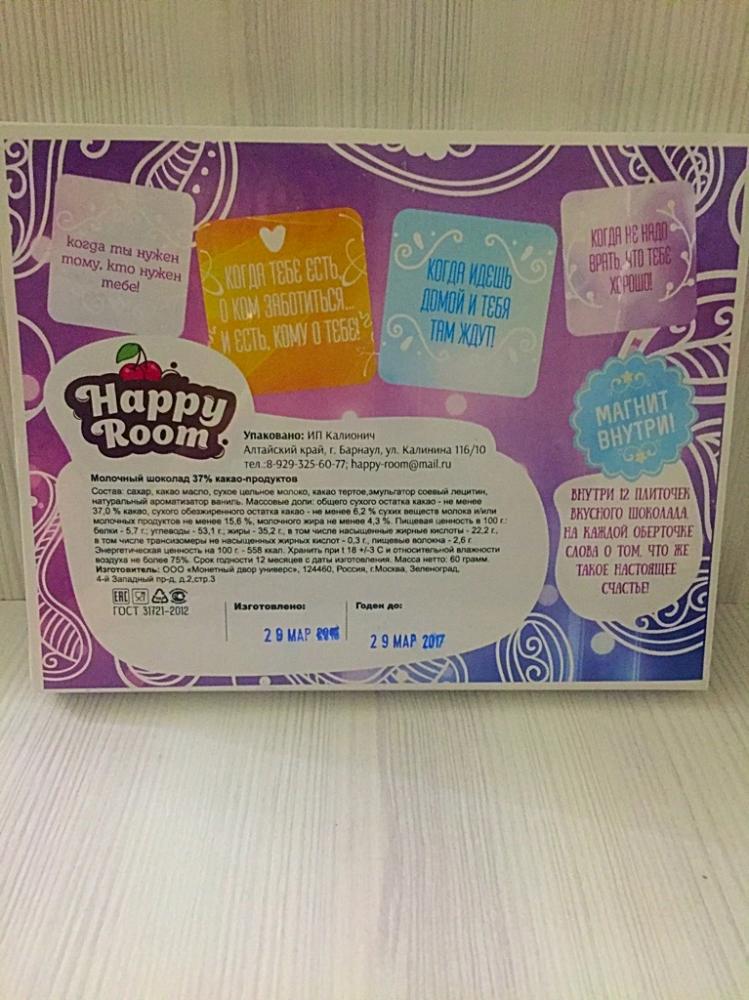 когда ты нужен
тому, кто нужен
тебе!
КОГДА ТЕБЕ ЕСТЬ,
О КОМ ЗАБОТИТЬСЯ...
И ЕСТЬ, КОМУ О ТЕБЕ!
КОГДА ИДЕШЬ
ДОМОЙ И ТЕБЯ
ТАМ ЖДУТ!
КОГДА НЕ НАДО
ВРАТЬ, ЧТО ТЕБЕ
ХОРОШО!
Happy
Room
МАГНИТ
ВНУТРИ!
Упаковано: ИП Калионич
Алтайский край, г. Барнаул, ул. Калинина 116/10
тел.:8-929-325-60-77; happy-room@mail.ru
Молочный шоколад 37% какао-продуктов
Состав: сахар, какао масло, сухое цельное молоко, какао тертое,эмульгатор соевый лецитин,
натуральный ароматизатор ваниль. Массовые доли: общего сухого остатка какао - не менее
37,0 % какао, сухого обезжиренного остатка какао - не менее 6,2 % сухих веществ молока и/или
молочных продуктов не менее 15,6 %, молочного жира не менее 4,3 %. Пищевая ценность в 100 г.:
белки - 5,7 г.; углеводы - 53,1 г.; жиры - 35,2 г., в том числе насыщенные жирные кислоты - 22,2 г.,
в том числе трансизомеры не насыщенных жирных кислот - 0,3 г., пищевые волокна - 2,6 г.
Энергетическая ценность на 100 г. - 558 ккал. Хранить при t 18 +/-3 С и относительной влажности
воздуха не более 75%. Срок годности 12 месяцев с даты упаковки. Масса нетто: 60 грамм.
Изготовитель: ООО «Монетный двор универс», 124460, Россия, г.Москва, Зеленоград,
4-й Западный пр-д, д.2,стр.3
ЕАС
ГОСТ 31721-2012
Изготовлено:
29 МАР 2016
Годен до:
29 МАР 2017
ВНУТРИ 12 ПЛИТОЧЕК
ВКУСНОГО ШОКОЛАДА.
НА КАЖДОЙ ОБЕРТОЧКЕ
СЛОВА О ТОМ, ЧТО ЖЕ
ТАКОЕ НАСТОЯЩЕЕ
СЧАСТЬЕ!